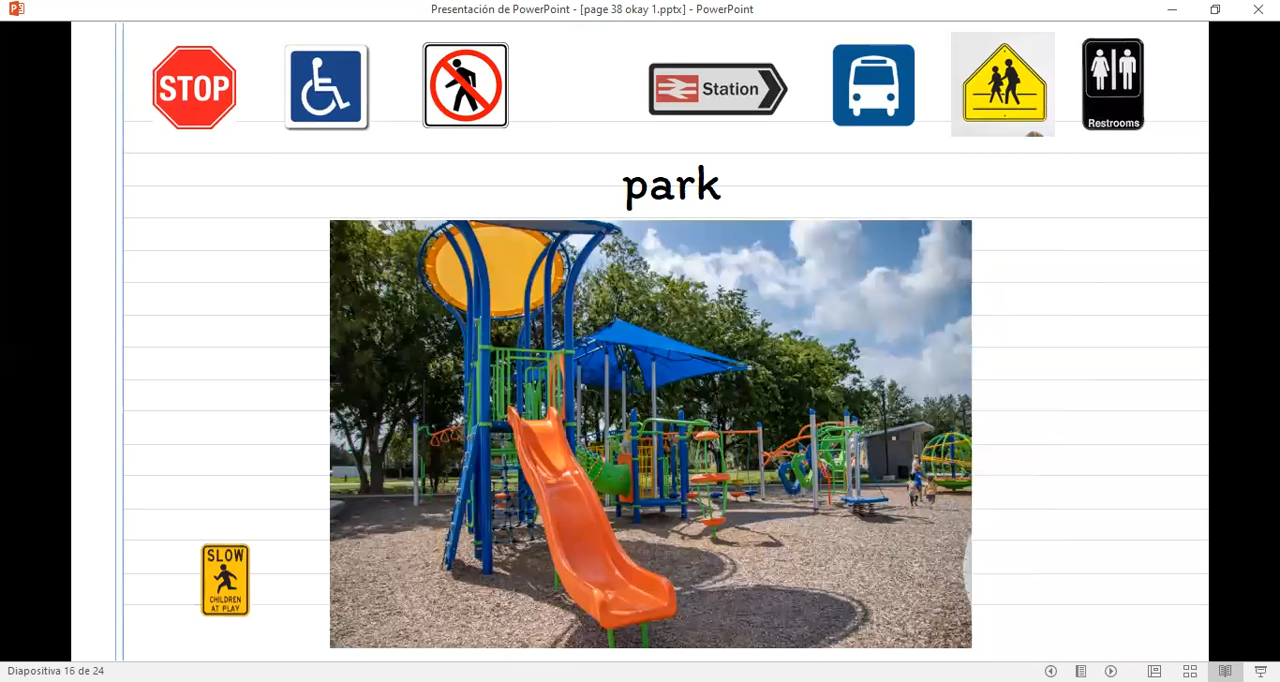 Presentación de PowerPoint - [page 38 okay 1.pptx] - PowerPoint
STOP
Station
Restrooms
park
SLOW
CHILDREN
AT PLAY
Diapositiva 16 de 24